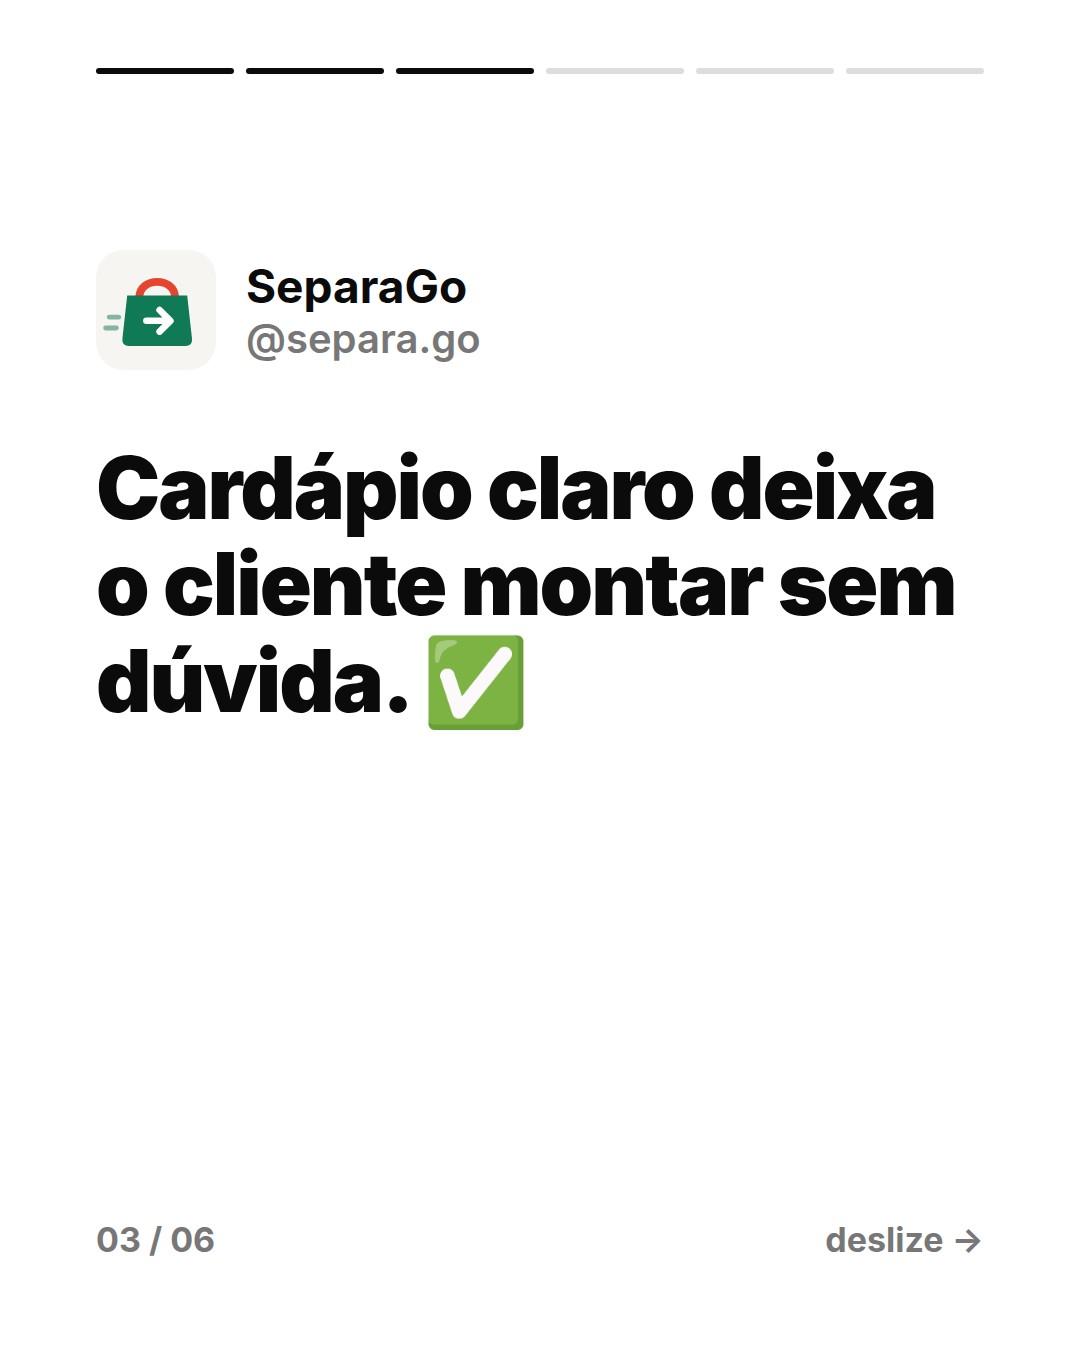 SeparaGo
@separa.go
Cardápio claro deixa
o cliente montar sem
dúvida. ✅
03 / 06
deslize →